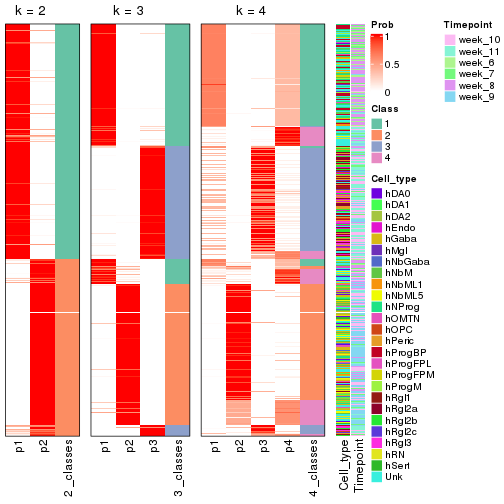 k = 2
k = 3
k = 4
p1
p2
2_classes
p1
p2
p3
3_classes
p1
p2
p3
p4
4_classes
Cell_type
Timepoint
Prob
1
0.5
0
Class
1
2
3
4
Cell_type
hDA0
hDA1
hDA2
hEndo
hGaba
hMgl
hNbGaba
hNbM
hNbML1
hNbML5
hNProg
hOMTN
hOPC
hPeric
hProgBP
hProgFPL
hProgFPM
hProgM
hRgl1
hRgl2a
hRgl2b
hRgl2c
hRgl3
hRN
hSert
Unk
Timepoint
week_10
week_11
week_6
week_7
week_8
week_9